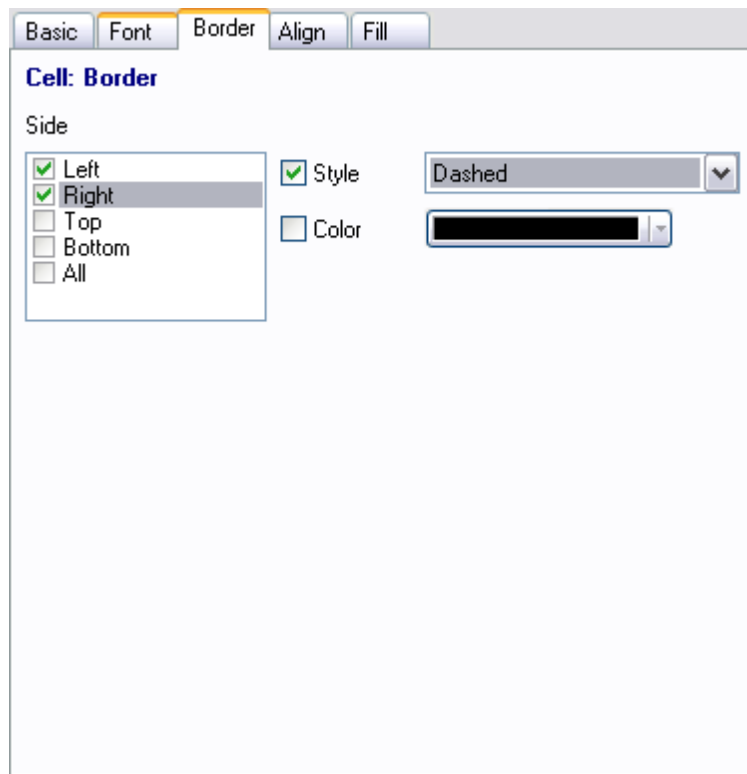 Basic Font Border Align Fill
Cell: Border
Side
Left
Right
Top
Bottom
All
Style Dashed
Color